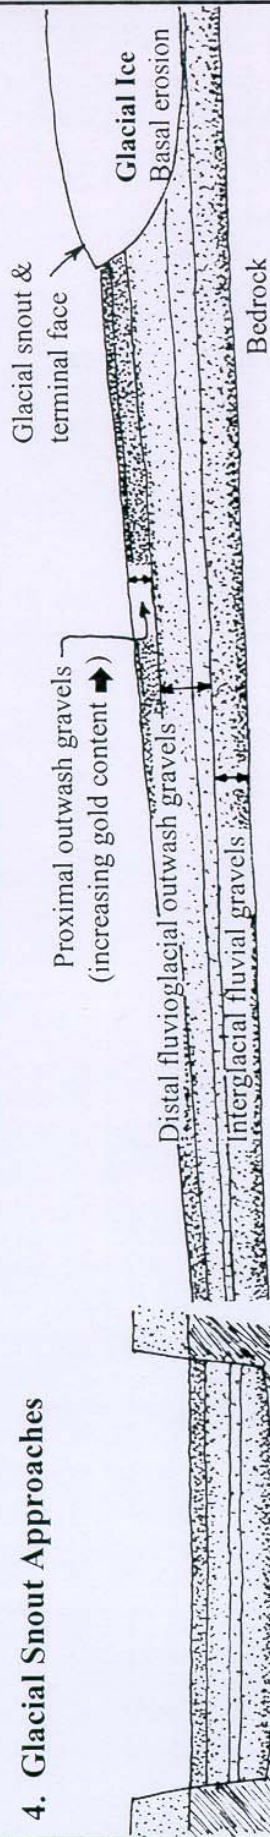 4. Glacial Snout Approaches
Proximal outwash gravels
(increasing gold content ➡)
Glacial snout &
terminal face
Glacial Ice
Basal erosion
Distal fluvioglacial outwash gravels
Interglacial fluvial gravels
Bedrock